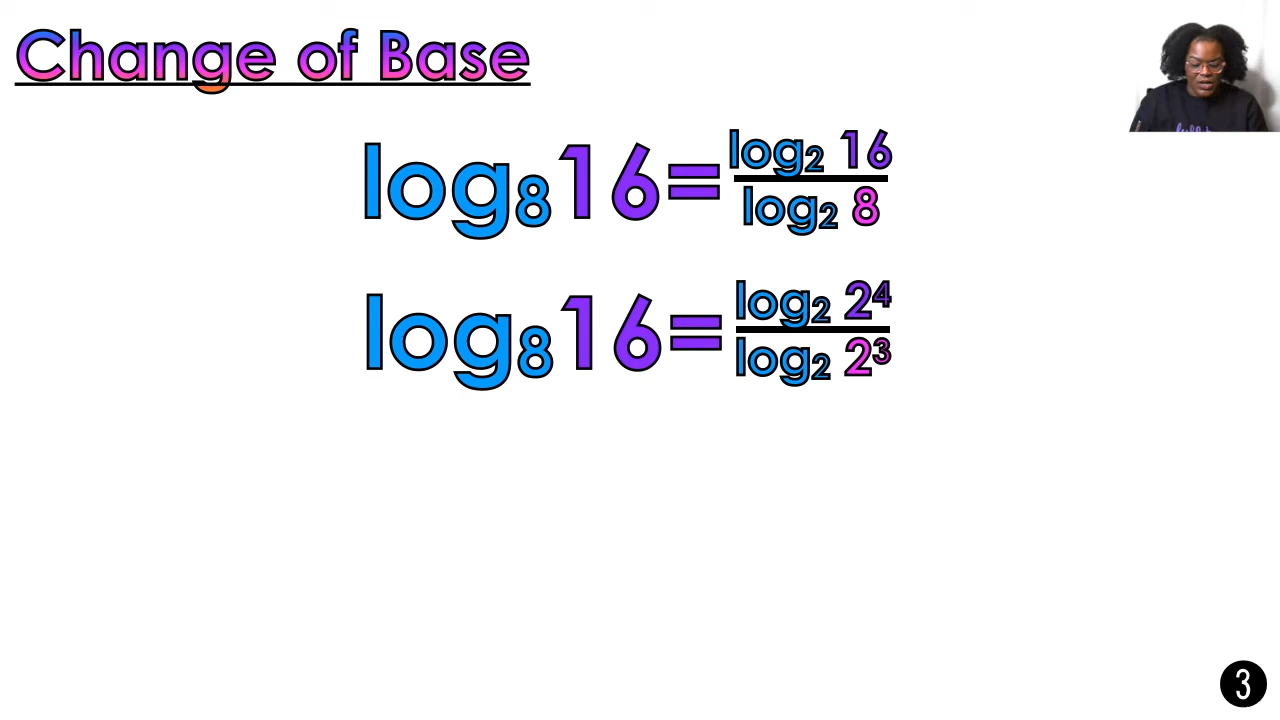 Change of Base
log₈16=log₂ 16/log₂ 8
log₈16=log₂ 2⁴/log₂ 2³
3